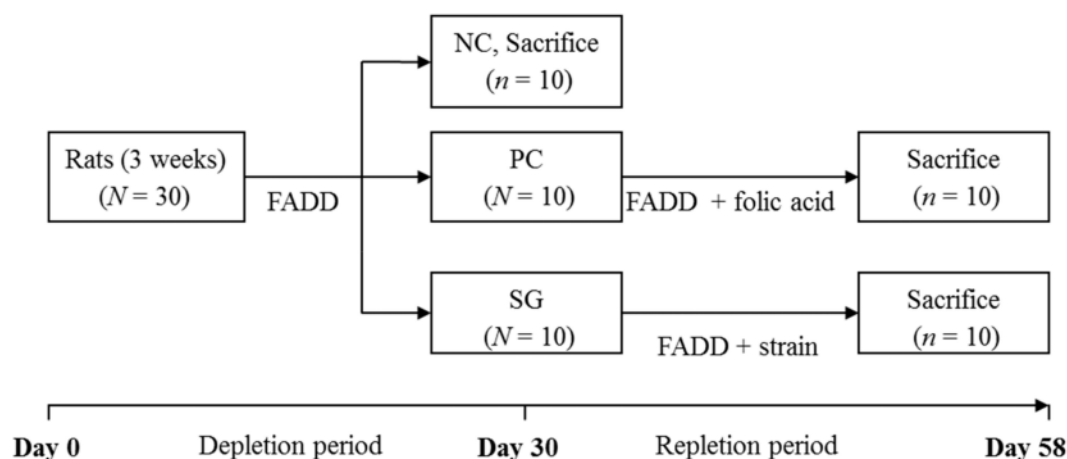 NC, Sacrifice
(n = 10)
Rats (3 weeks)
(N = 30)
FADD
PC
(N = 10)
FADD + folic acid
Sacrifice
(n = 10)
SG
(N = 10)
FADD + strain
Sacrifice
(n = 10)
Day 0
Depletion period
Day 30
Repletion period
Day 58